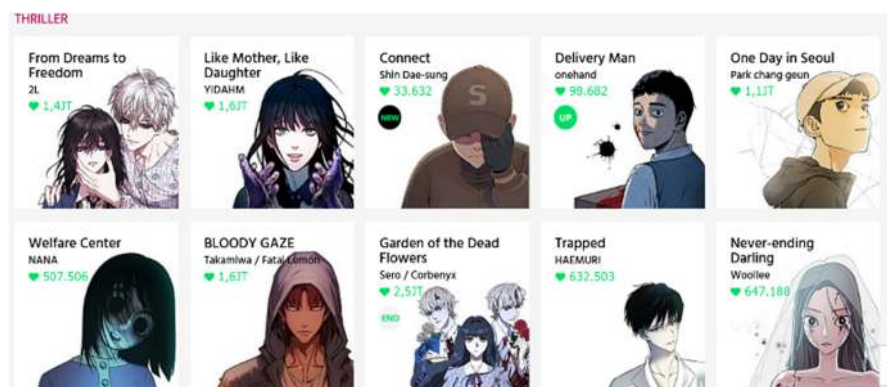 THRILLER
From Dreams to
Freedom
2L
1,4JT
Like Mother, Like
Daughter
YIDAHM
1,6JT
Connect
Shin Dae-sung
33.632
NEW
S
Delivery Man
onehand
98.682
UP
One Day in Seoul
Park chang geun
1,1JT
Welfare Center
NANA
507.506
BLOODY GAZE
Takamiwa / Fatal Lemon
1,6JT
Garden of the Dead
Flowers
Sero / Corbenyx
2,5JT
END
Trapped
HAEMURI
632.503
Never-ending
Darling
Woollee
647.188